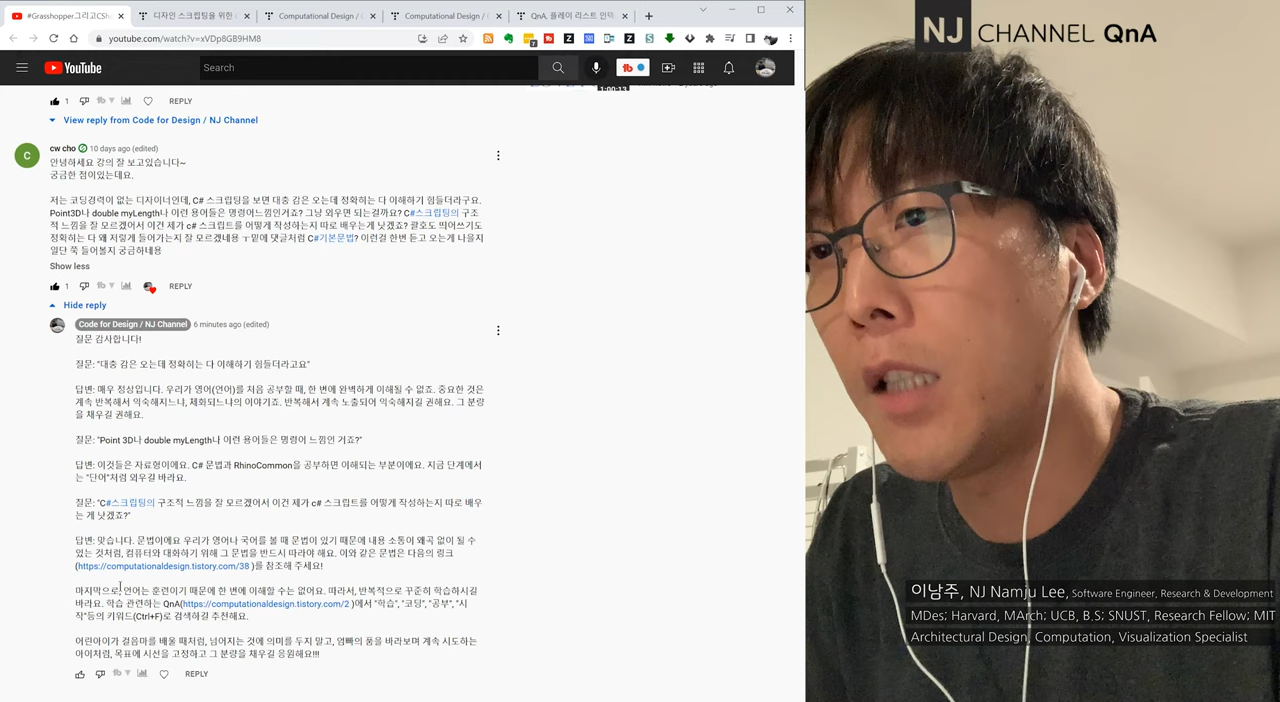 #Grasshopper.그리고CSh
디자인 스크립팅을 위한
Computational Design / 
Computational Design / 
QnA, 플레이 리스트 인덱
youtube.com/watch?v=xVDp8GB9HM8
YouTube
Search
1:00:13
1
REPLY
View reply from Code for Design / NJ Channel
C
cw cho 10 days ago (edited)
안녕하세요 강의 잘 보고있습니다~
궁금한 점이있는데요.
저는 코딩경력이 없는 디자이너인데, C# 스크립팅을 보면 대충 감은 오는데 정확히는 다 이해하기 힘들더라구요.
Point3D나 double myLength나 이런 용어들은 명령어느낌인거죠? 그냥 외우면 되는걸까요? C#스크립팅의 구조
적 느낌을 잘 모르겠어서 이건 제가 c# 스크립트를 어떻게 작성하는지 따로 배우는게 낫겠죠? 괄호도 띄어쓰기도
정확히는 다 왜 저렇게 들어가는지 잘 모르겠네용 ㅜ밑에 댓글처럼 C#기본문법? 이런걸 한번 듣고 오는게 나을지
일단 쭉 들어볼지 궁금하네용
Show less
1
REPLY
Hide reply
Code for Design / NJ Channel 6 minutes ago (edited)
질문 감사합니다!
질문: "대충 감은 오는데 정확히는 다 이해하기 힘들더라고요"
답변: 매우 정상입니다. 우리가 영어(언어)를 처음 공부할 때, 한 번에 완벽하게 이해될 수 없죠. 중요한 것은
계속 반복해서 익숙해지느냐, 체화되느냐의 이야기죠. 반복해서 계속 노출되어 익숙해지길 권해요. 그 분량
을 채우길 권해요.
질문: "Point 3D나 double myLength나 이런 용어들은 명령어 느낌인 거죠?"
답변: 이것들은 자료형이에요. C# 문법과 RhinoCommon을 공부하면 이해되는 부분이에요. 지금 단계에서
는 "단어"처럼 외우길 바라요.
질문: "C#스크립팅의 구조적 느낌을 잘 모르겠어서 이건 제가 c# 스크립트를 어떻게 작성하는지 따로 배우
는 게 낫겠죠?"
답변: 맞습니다. 문법이에요 우리가 영어나 국어를 볼 때 문법이 있기 때문에 내용 소통이 왜곡 없이 될 수
있는 것처럼, 컴퓨터와 대화하기 위해 그 문법을 반드시 따라야 해요. 이와 같은 문법은 다음의 링크
(https://computationaldesign.tistory.com/38 )를 참조해 주세요!
마지막으로, 언어는 훈련이기 때문에 한 번에 이해할 수는 없어요. 따라서, 반복적으로 꾸준히 학습하시길
바라요. 학습 관련하는 QnA(https://computationaldesign.tistory.com/2 )에서 "학습", "코딩", "공부", "시
작"등의 키워드(Ctrl+F)로 검색하길 추천해요.
어린아이가 걸음마를 배울 때처럼, 넘어지는 것에 의미를 두지 말고, 엄빠의 품을 바라보며 계속 시도하는
아이처럼, 목표에 시선을 고정하고 그 분량을 채우길 응원해요!!!
REPLY
NJ CHANNEL QnA
이남주, NJ Namju Lee, Software Engineer, Research & Development
MDes; Harvard, MArch; UCB, B.S; SNUST, Research Fellow; MIT
Architectural Design, Computation, Visualization Specialist